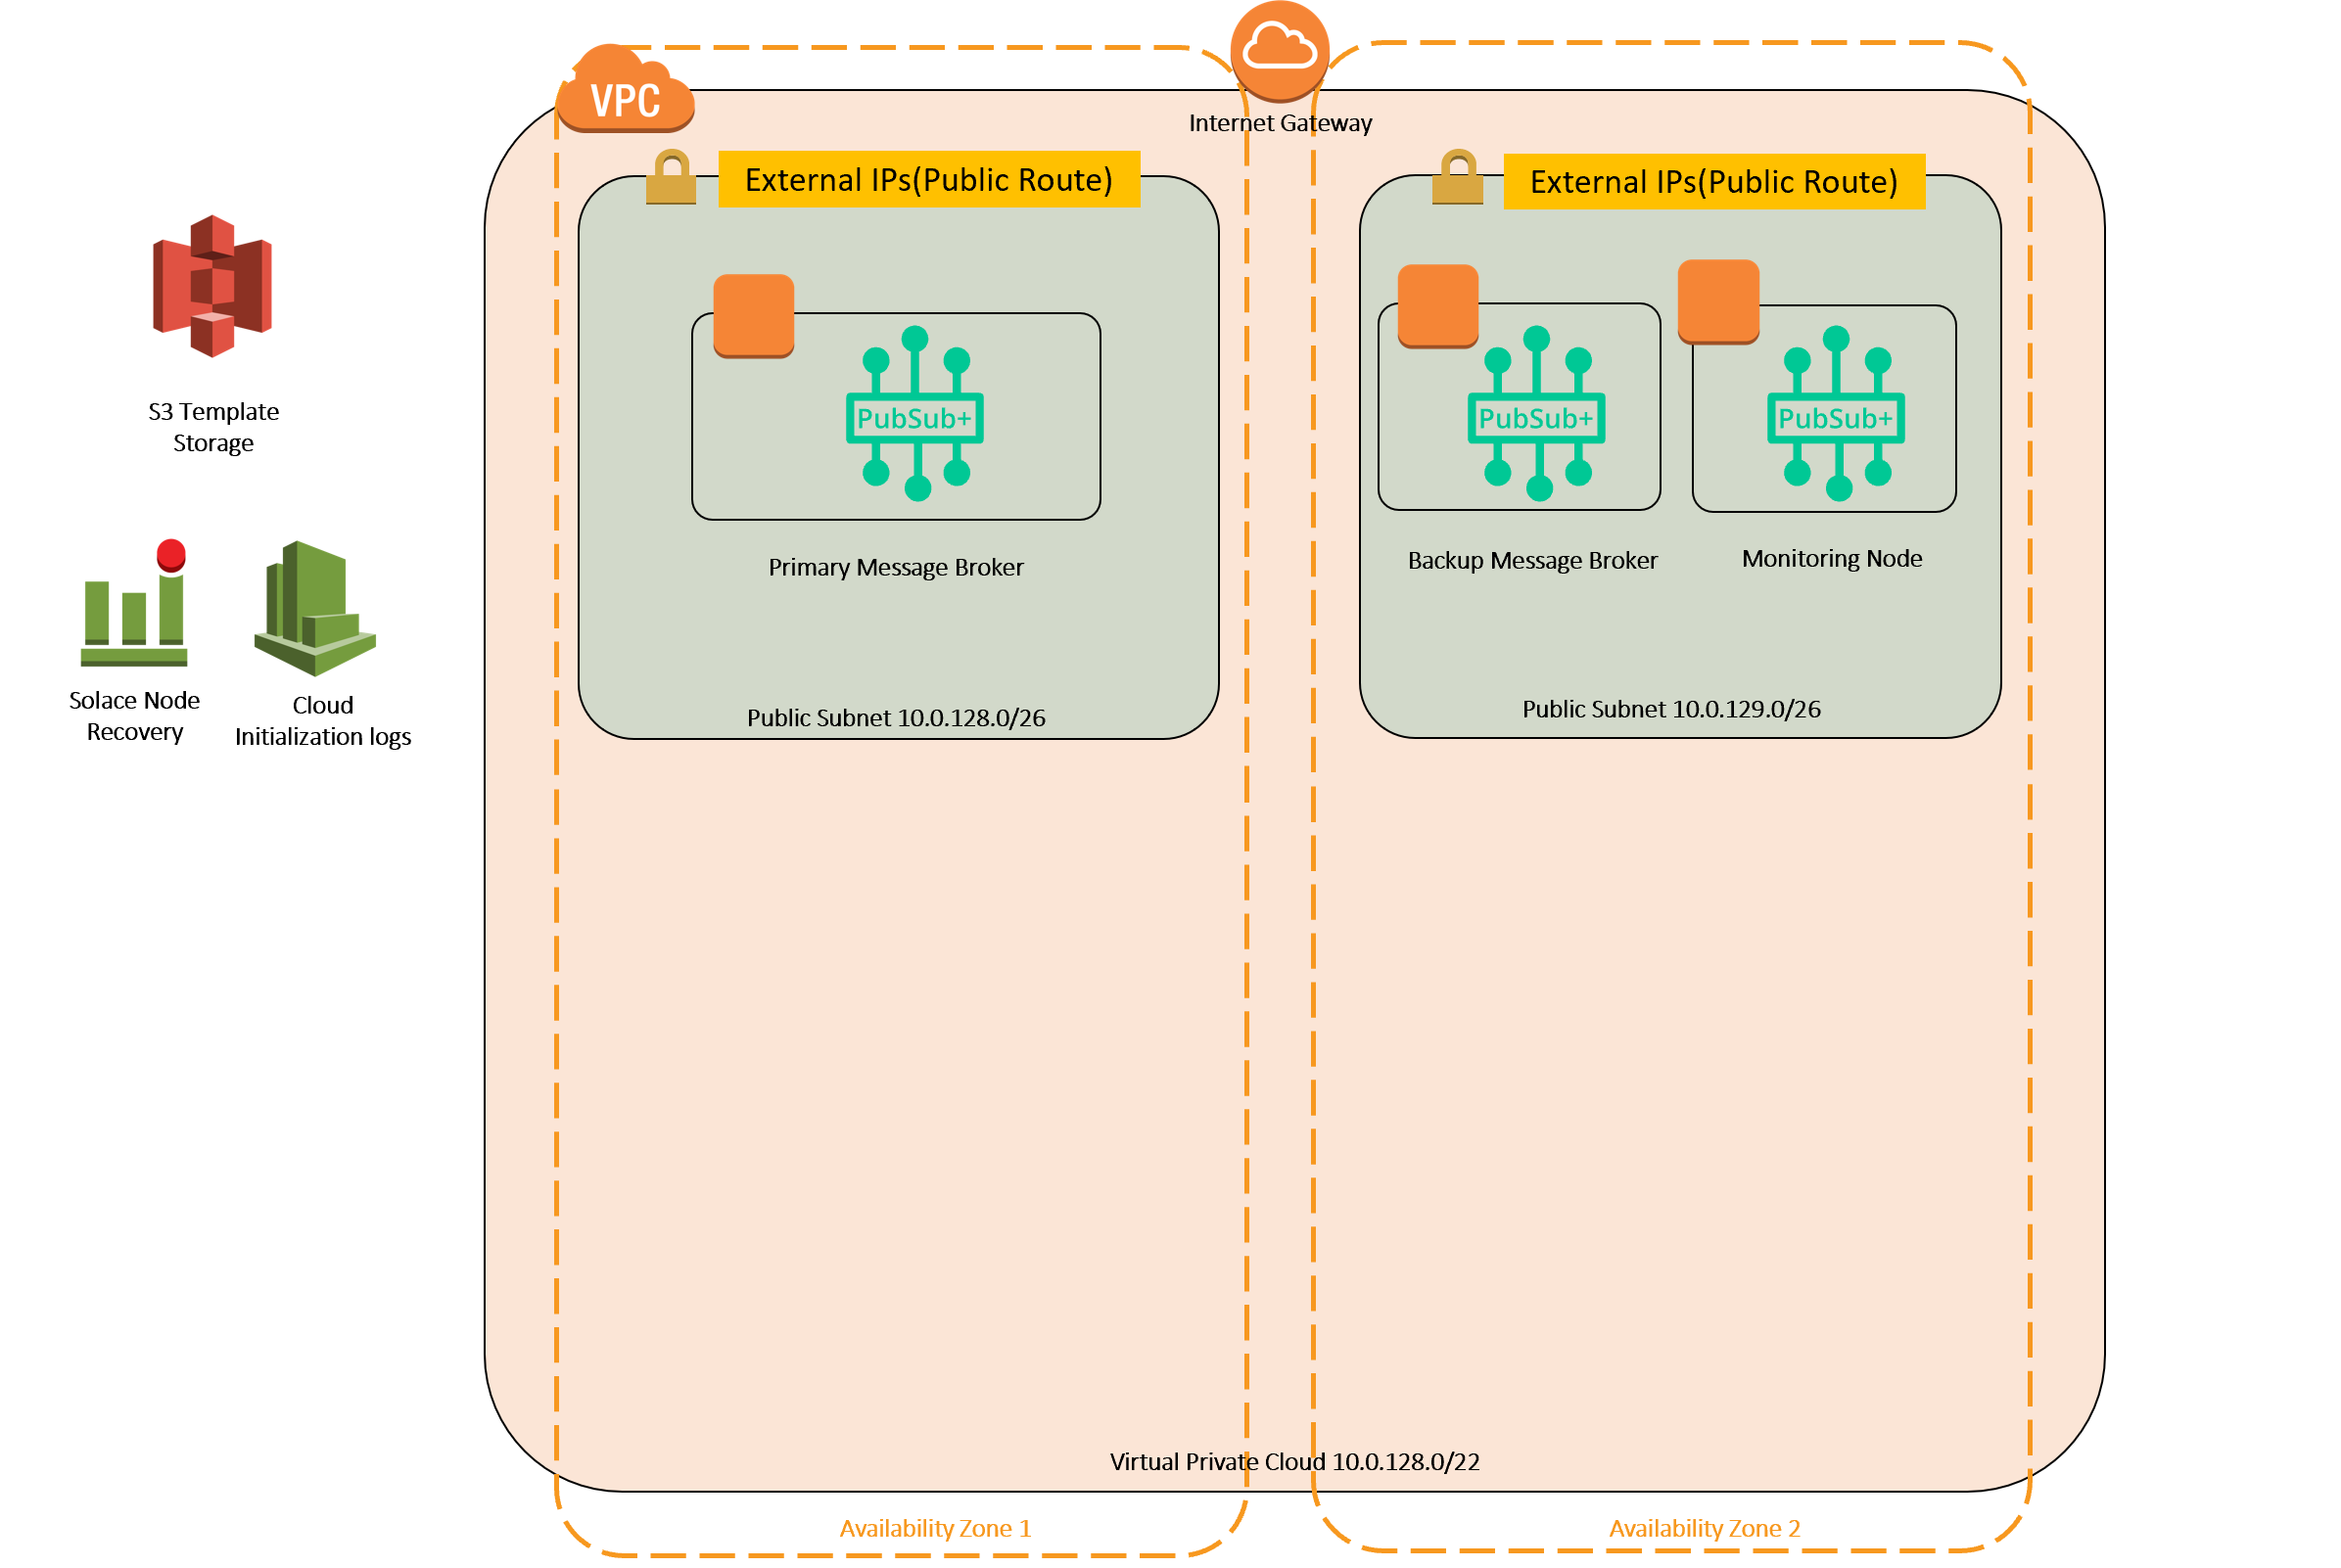 VPC
Internet Gateway
External IPs(Public Route)
External IPs(Public Route)
S3 Template
Storage
PubSub+
PubSub+
PubSub+
Primary Message Broker
Backup Message Broker
Monitoring Node
Solace Node
Recovery
Cloud
Initialization logs
Public Subnet 10.0.128.0/26
Public Subnet 10.0.129.0/26
Virtual Private Cloud 10.0.128.0/22
Availability Zone 1
Availability Zone 2